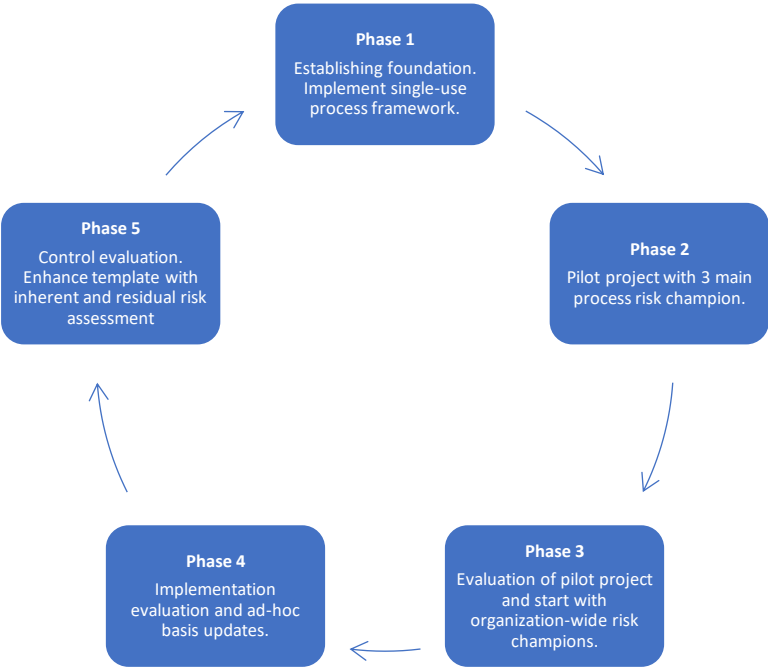 Phase 1
Establishing foundation.
Implement single-use
process framework.
Phase 2
Pilot project with 3 main
process risk champion.
Phase 3
Evaluation of pilot project
and start with
organization-wide risk
champions.
Phase 4
Implementation
evaluation and ad-hoc
basis updates.
Phase 5
Control evaluation.
Enhance template with
inherent and residual risk
assessment